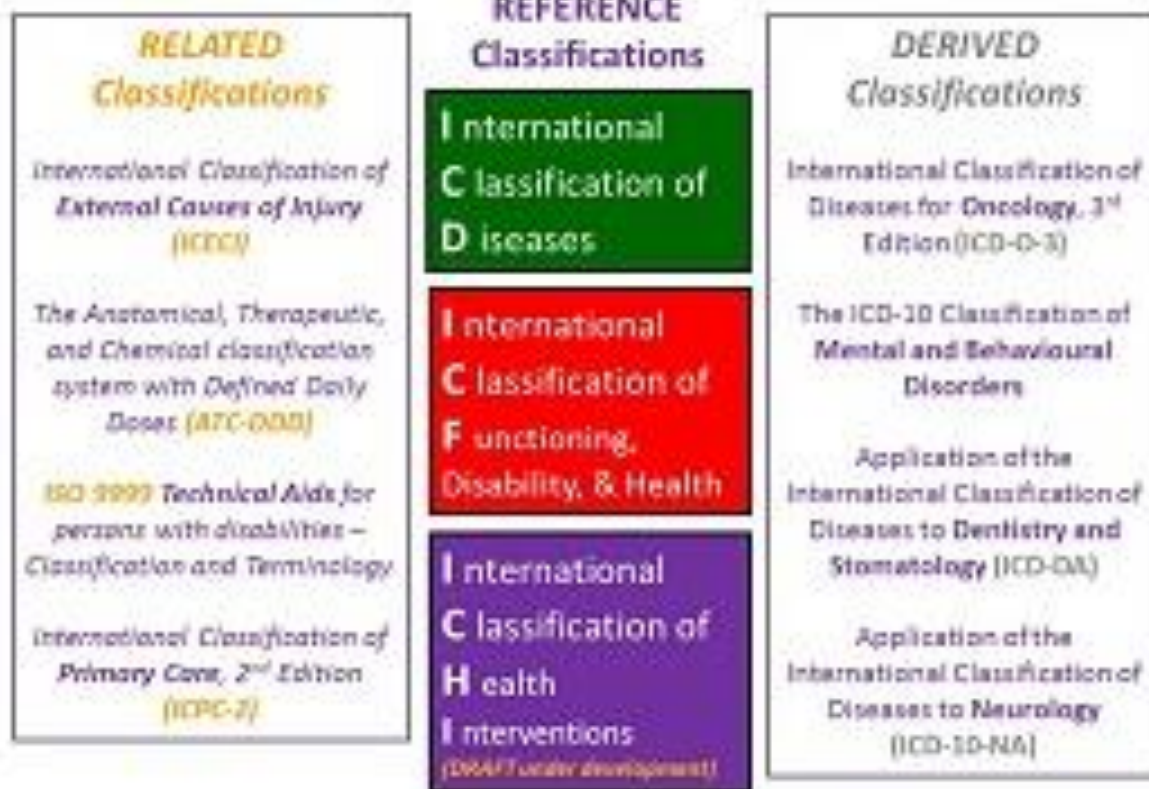 RELATED
Classifications
International Classification of
External Causes of Injury
(ICECI)
The Anatomical, Therapeutic,
and Chemical classification
system with Defined Daily
Doses (ATC-DDD)
ISO 9999 Technical Aids for
persons with disabilities –
Classification and Terminology
International Classification of
Primary Care, 2nd Edition
(ICPC-2)
REFERENCE
Classifications
International
Classification of
Diseases
International
Classification of
Functioning,
Disability, & Health
International
Classification of
Health
Interventions
(DRAFT under development)
DERIVED
Classifications
International Classification of
Diseases for Oncology, 3rd
Edition (ICD-O-3)
The ICD-10 Classification of
Mental and Behavioural
Disorders
Application of the
International Classification of
Diseases to Dentistry and
Stomatology (ICD-DA)
Application of the
International Classification of
Diseases to Neurology
(ICD-10-NA)